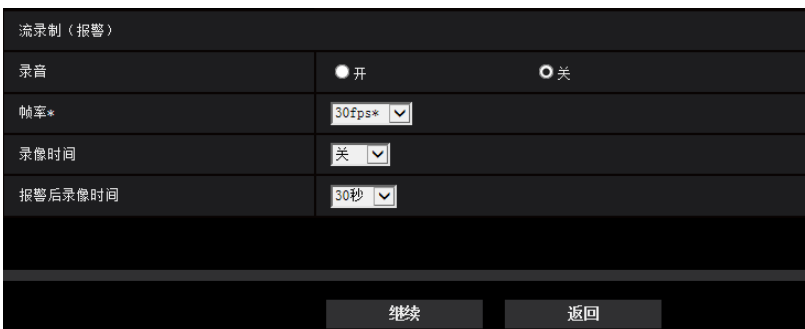 流录制（报警）
录音 开 关
帧率* 30fps*
录像时间 关
报警后录像时间 30秒
继续 返回